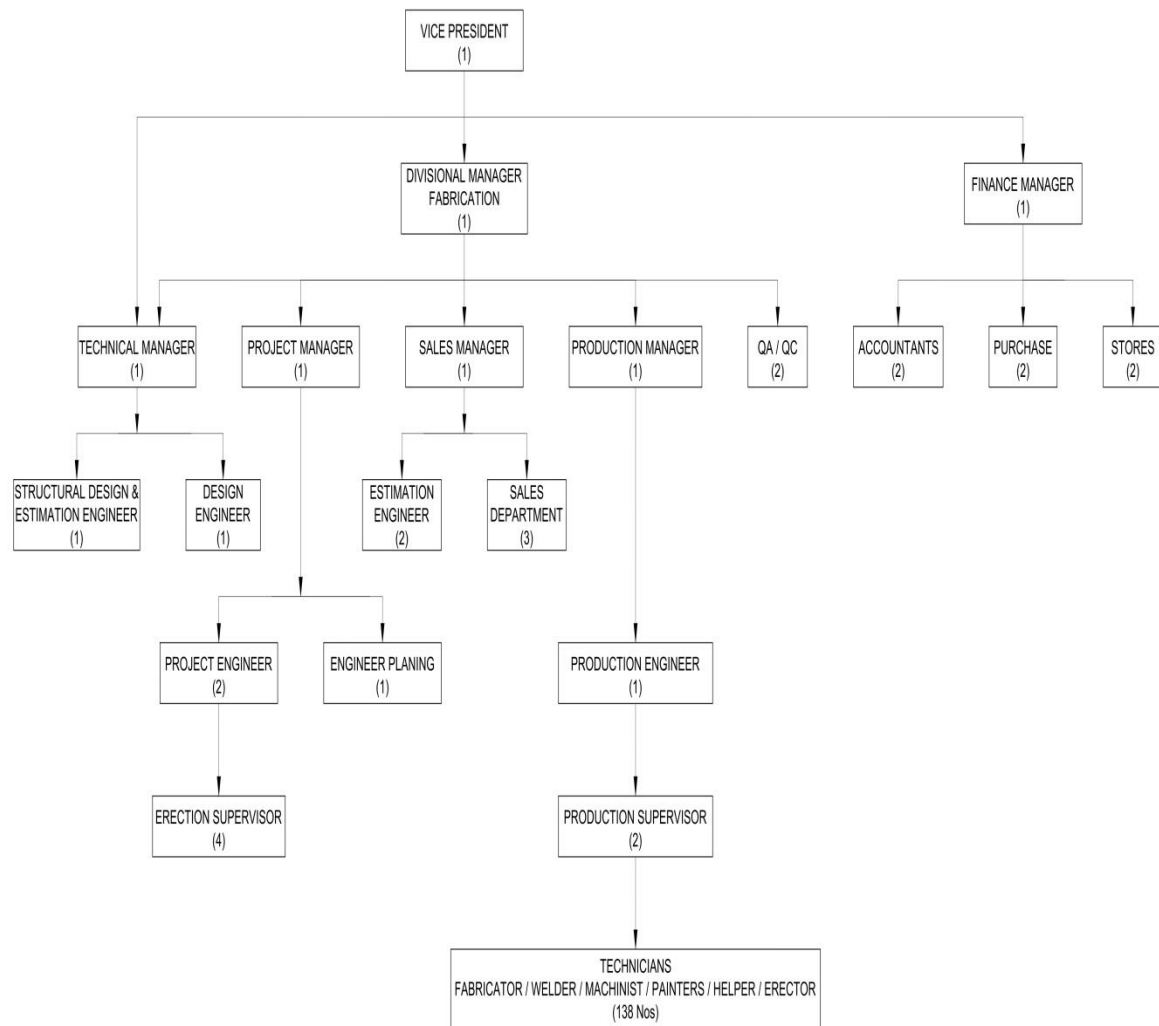 VICE PRESIDENT
(1)
DIVISIONAL MANAGER
FABRICATION
(1)
FINANCE MANAGER
(1)
TECHNICAL MANAGER
(1)
PROJECT MANAGER
(1)
SALES MANAGER
(1)
PRODUCTION MANAGER
(1)
QA / QC
(2)
ACCOUNTANTS
(2)
PURCHASE
(2)
STORES
(2)
STRUCTURAL DESIGN &
ESTIMATION ENGINEER
(1)
DESIGN
ENGINEER
(1)
ESTIMATION
ENGINEER
(2)
SALES
DEPARTMENT
(3)
PROJECT ENGINEER
(2)
ENGINEER PLANING
(1)
PRODUCTION ENGINEER
(1)
ERECTION SUPERVISOR
(4)
PRODUCTION SUPERVISOR
(2)
TECHNICIANS
FABRICATOR / WELDER / MACHINIST / PAINTERS / HELPER / ERECTOR
(138 Nos)